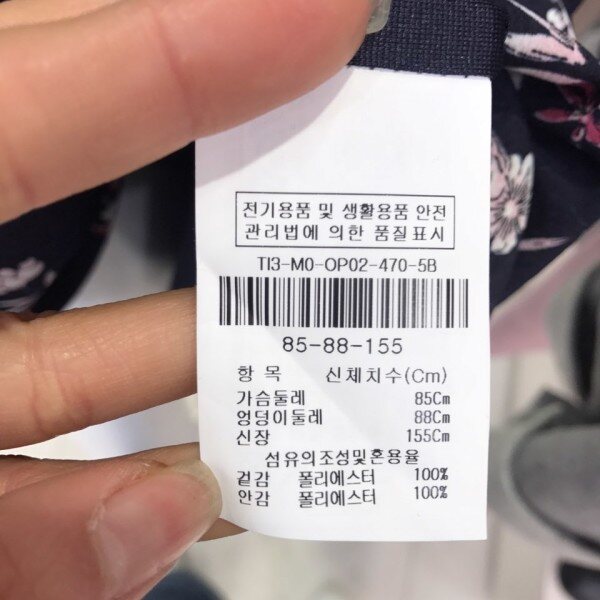 전기용품 및 생활용품 안전
관리법에 의한 품질표시
TI3-M0-OP02-470-5B
85-88-155
항 목 신체치수(Cm)
가슴둘레 85Cm
엉덩이둘레 88Cm
신장 155Cm
섬유의조성및혼용율
겉감 폴리에스터 100%
안감 폴리에스터 100%